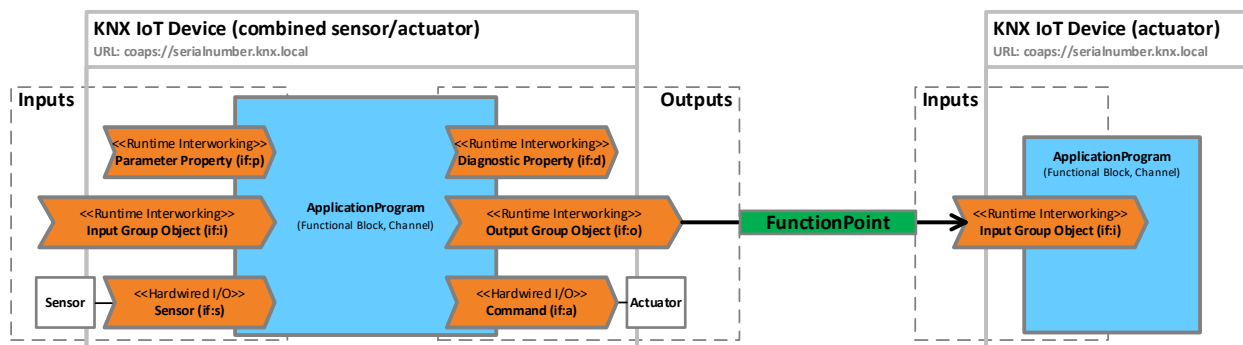 KNX IoT Device (combined sensor/actuator)
URL: coaps://serialnumber.knx.local
Inputs
Outputs
<<Runtime Interworking>>
Parameter Property (if:p)
<<Runtime Interworking>>
Diagnostic Property (if:d)
<<Runtime Interworking>>
Input Group Object (if:i)
ApplicationProgram
(Functional Block, Channel)
<<Runtime Interworking>>
Output Group Object (if:o)
Sensor
<<Hardwired I/O>>
Sensor (if:s)
<<Hardwired I/O>>
Command (if:a)
Actuator
FunctionPoint
KNX IoT Device (actuator)
URL: coaps://serialnumber.knx.local
Inputs
ApplicationProgram
(Functional Block, Channel)
<<Runtime Interworking>>
Input Group Object (if:i)